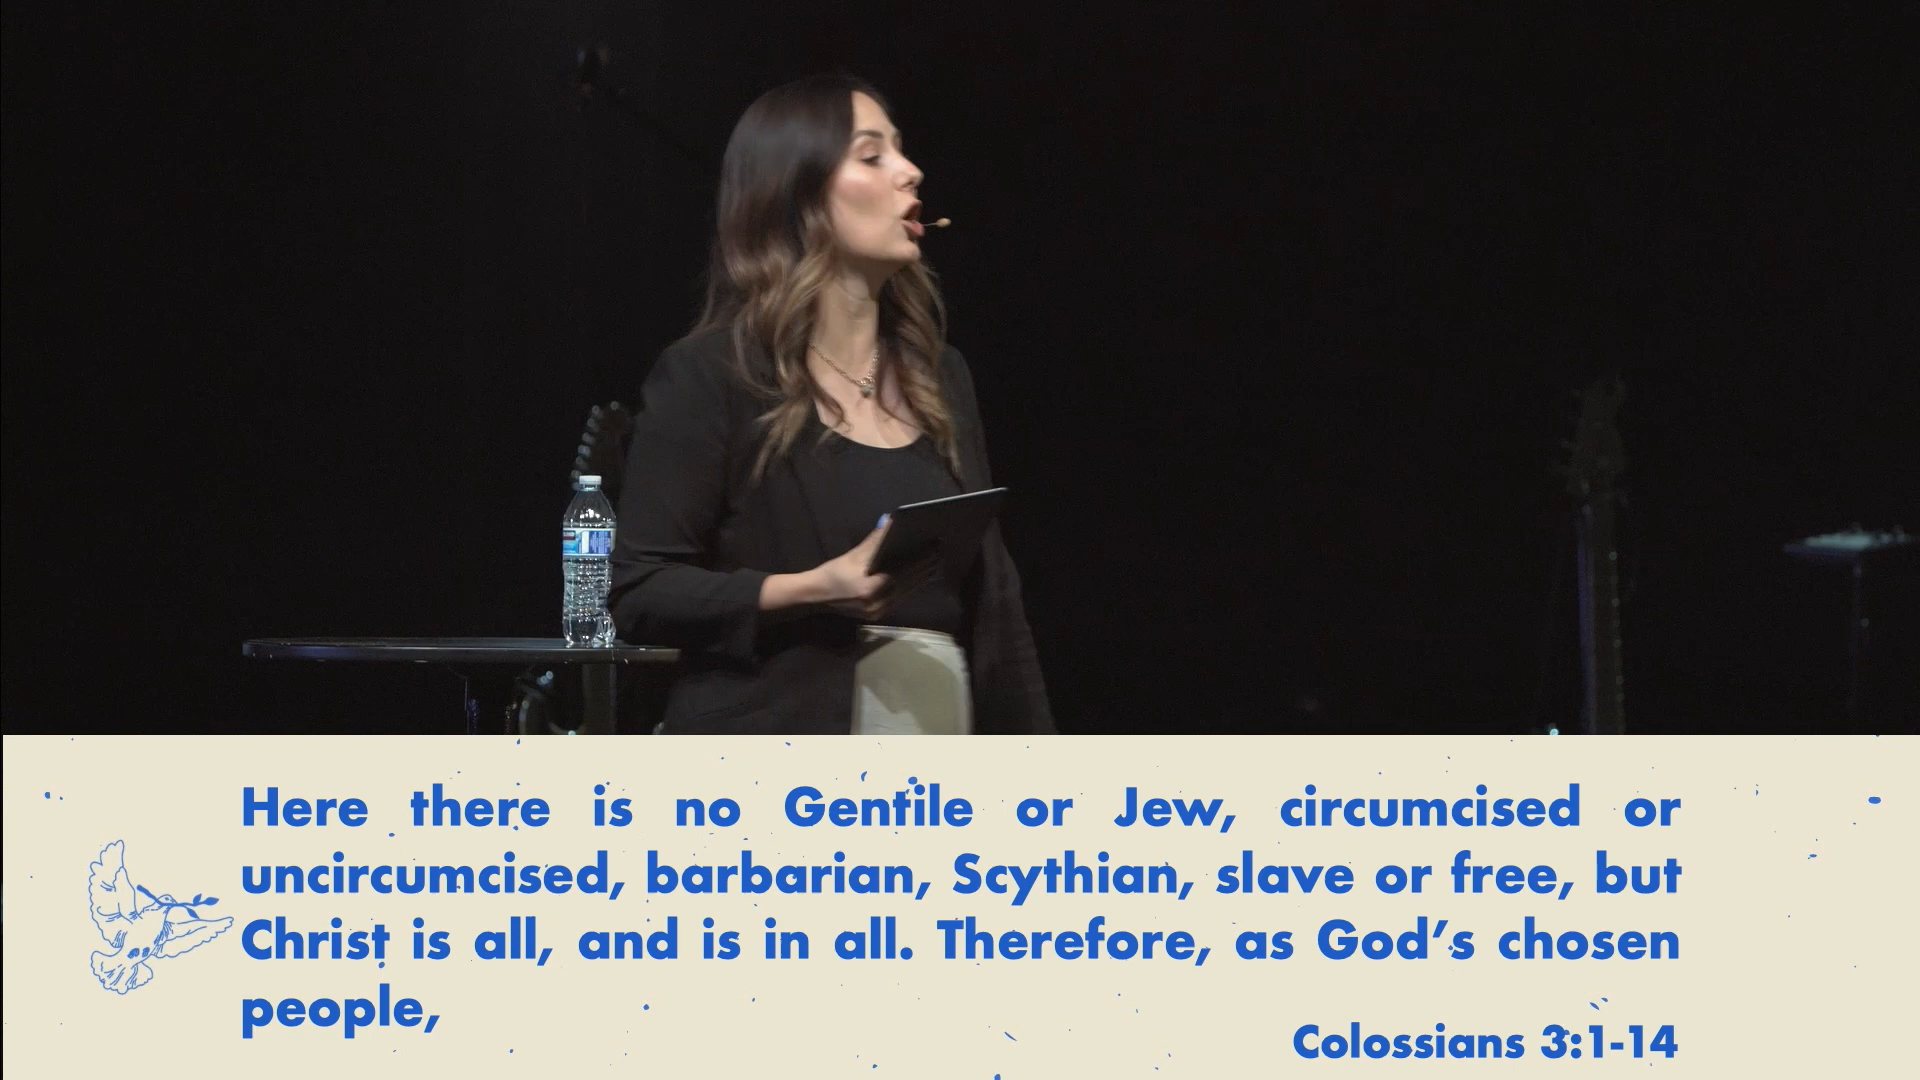 Here there is no Gentile or Jew, circumcised or
uncircumcised, barbarian, Scythian, slave or free, but
Christ is all, and is in all. Therefore, as God’s chosen
people,
Colossians 3:1-14